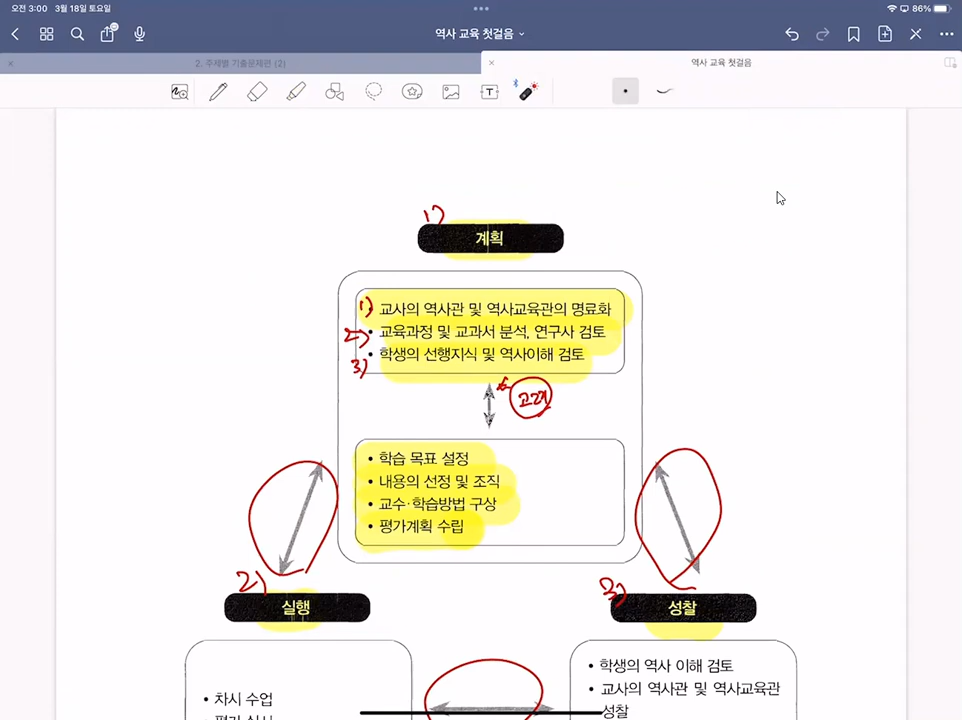 오전 3:00 3월 18일 토요일
86%
역사 교육 첫걸음
2. 주제별 기출문제편 (2)
역사 교육 첫걸음
T
1)
계획
1) 교사의 역사관 및 역사교육관의 명료화
2) • 교육과정 및 교과서 분석, 연구사 검토
3) • 학생의 선행지식 및 역사이해 검토
고려
• 학습 목표 설정
• 내용의 선정 및 조직
• 교수·학습방법 구상
• 평가계획 수립
2)
실행
3)
성찰
• 차시 수업
• 학생의 역사 이해 검토
• 교사의 역사관 및 역사교육관
성찰